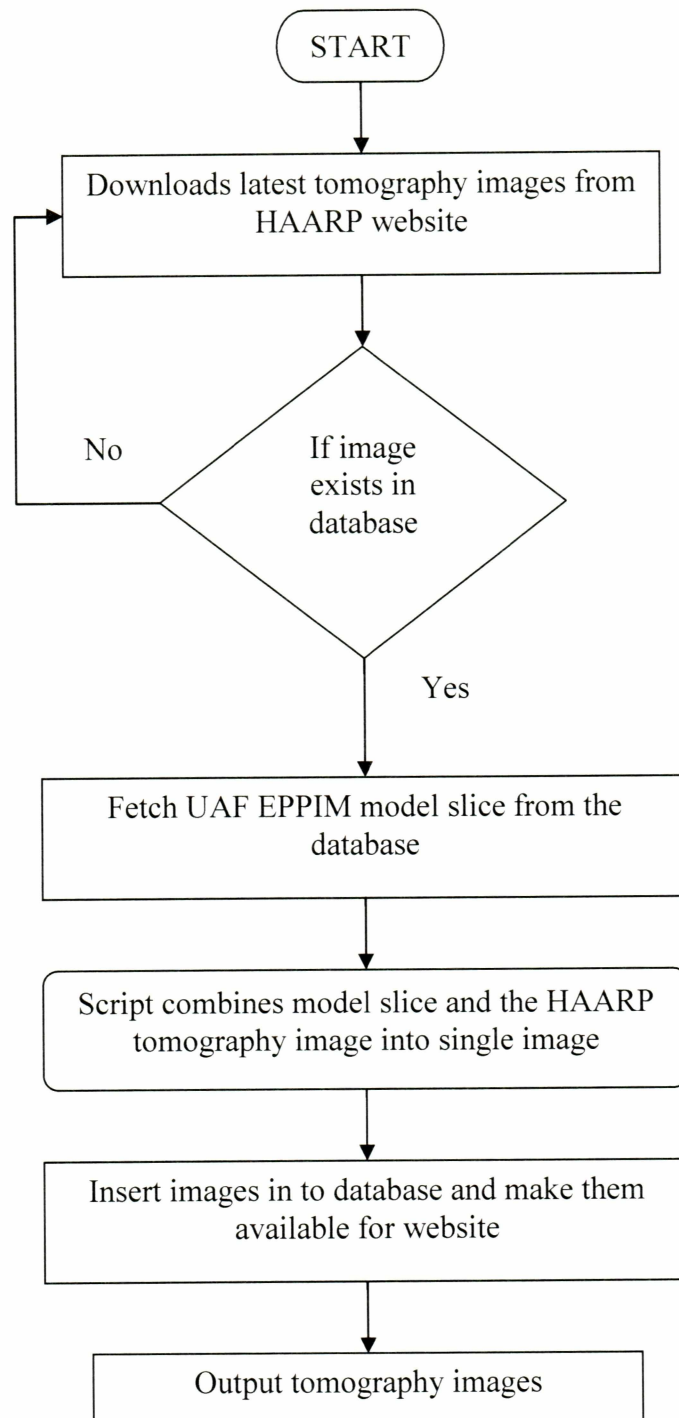 START
Downloads latest tomography images from
HAARP website
No
If image
exists in
database
Yes
Fetch UAF EPPIM model slice from the
database
Script combines model slice and the HAARP
tomography image into single image
Insert images in to database and make them
available for website
Output tomography images